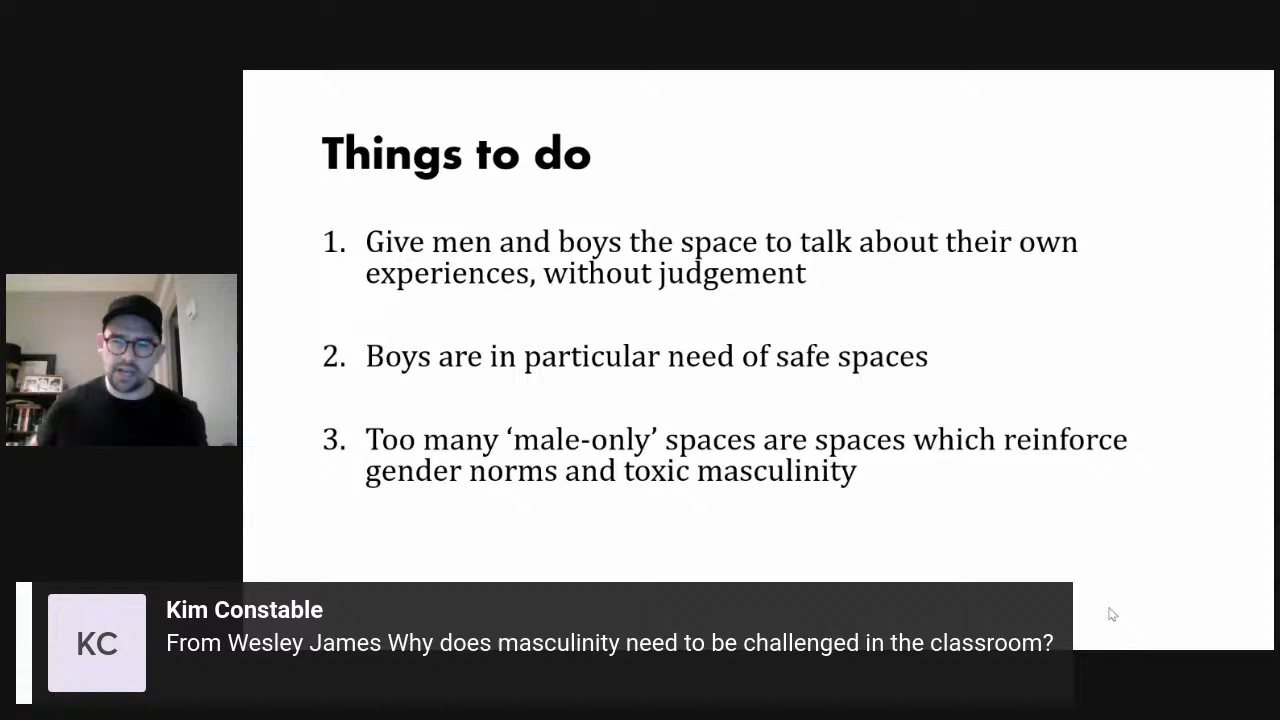 Things to do
1. Give men and boys the space to talk about their own
experiences, without judgement
2. Boys are in particular need of safe spaces
3. Too many ‘male-only’ spaces are spaces which reinforce
gender norms and toxic masculinity
KC
Kim Constable
From Wesley James Why does masculinity need to be challenged in the classroom?